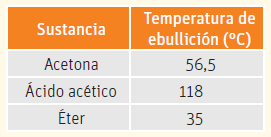 Sustancia Temperatura de ebullición (ºC)
Acetona 56,5
Ácido acético 118
Éter 35